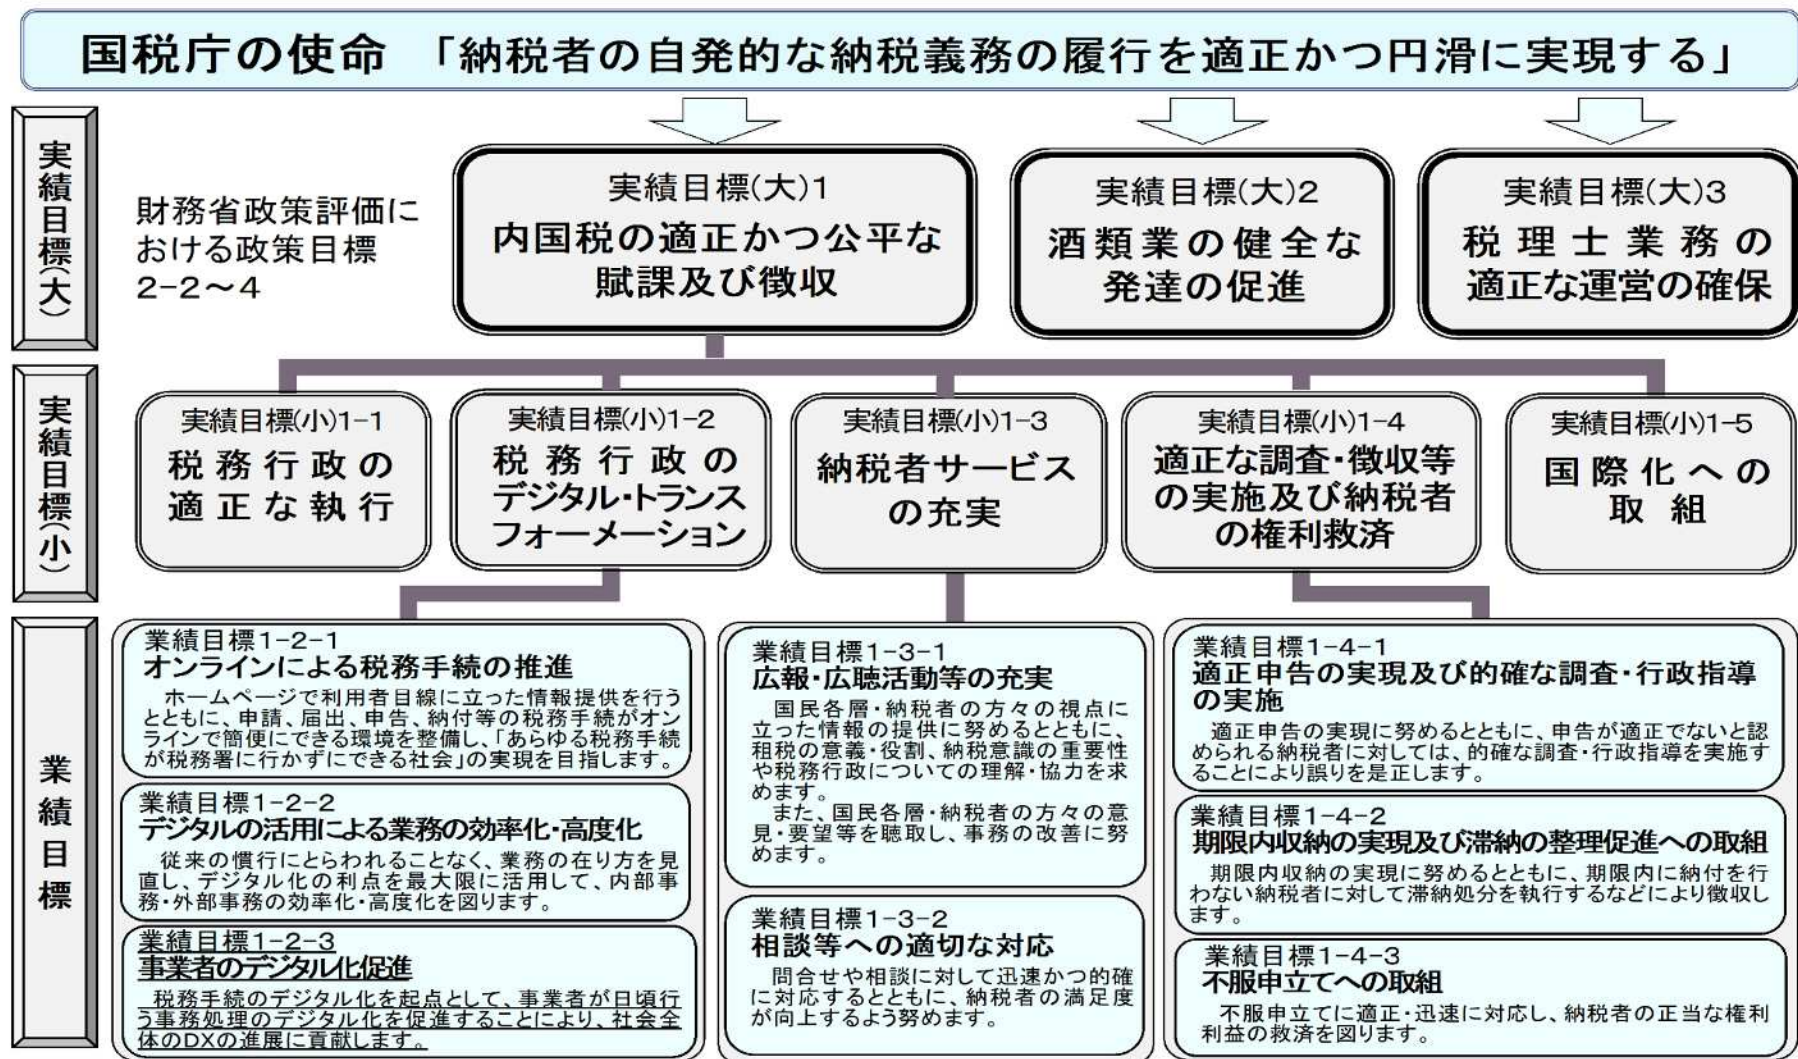 国税庁の使命 「納税者の自発的な納税義務の履行を適正かつ円滑に実現する」
実績目標(大)
財務省政策評価に
おける政策目標
2-2～4
実績目標(大)1
内国税の適正かつ公平な
賦課及び徴収
実績目標(大)2
酒類業の健全な
発達の促進
実績目標(大)3
税理士業務の
適正な運営の確保
実績目標(小)
実績目標(小)1-1
税務行政の
適正な執行
実績目標(小)1-2
税務行政の
デジタル・トランス
フォーメーション
実績目標(小)1-3
納税者サービス
の充実
実績目標(小)1-4
適正な調査・徴収等
の実施及び納税者
の権利救済
実績目標(小)1-5
国際化への
取組
業績目標
業績目標1-2-1
オンラインによる税務手続の推進
ホームページで利用者目線に立った情報提供を行う
とともに、申請、届出、申告、納付等の税務手続がオン
ラインで簡便にできる環境を整備し、「あらゆる税務手続
が税務署に行かずにできる社会」の実現を目指します。
業績目標1-2-2
デジタルの活用による業務の効率化・高度化
従来の慣行にとらわれることなく、業務の在り方を見
直し、デジタル化の利点を最大限に活用して、内部事
務・外部事務の効率化・高度化を図ります。
業績目標1-2-3
事業者のデジタル化促進
税務手続のデジタル化を起点として、事業者が日頃行
う事務処理のデジタル化を促進することにより、社会全
体のDXの進展に貢献します。
業績目標1-3-1
広報・広聴活動等の充実
国民各層・納税者の方々の視点に
立った情報の提供に努めるとともに、
租税の意義・役割、納税意識の重要性
や税務行政についての理解・協力を求
めます。
また、国民各層・納税者の方々の意
見・要望等を聴取し、事務の改善に努
めます。
業績目標1-3-2
相談等への適切な対応
問合せや相談に対して迅速かつ的確
に対応するとともに、納税者の満足度
が向上するよう努めます。
業績目標1-4-1
適正申告の実現及び的確な調査・行政指導
の実施
適正申告の実現に努めるとともに、申告が適正でないと認
められる納税者に対しては、的確な調査・行政指導を実施す
ることにより誤りを是正します。
業績目標1-4-2
期限内収納の実現及び滞納の整理促進への取組
期限内収納の実現に努めるとともに、期限内に納付を行
わない納税者に対して滞納処分を執行するなどにより徴収し
ます。
業績目標1-4-3
不服申立てへの取組
不服申立てに適正・迅速に対応し、納税者の正当な権利
利益の救済を図ります。